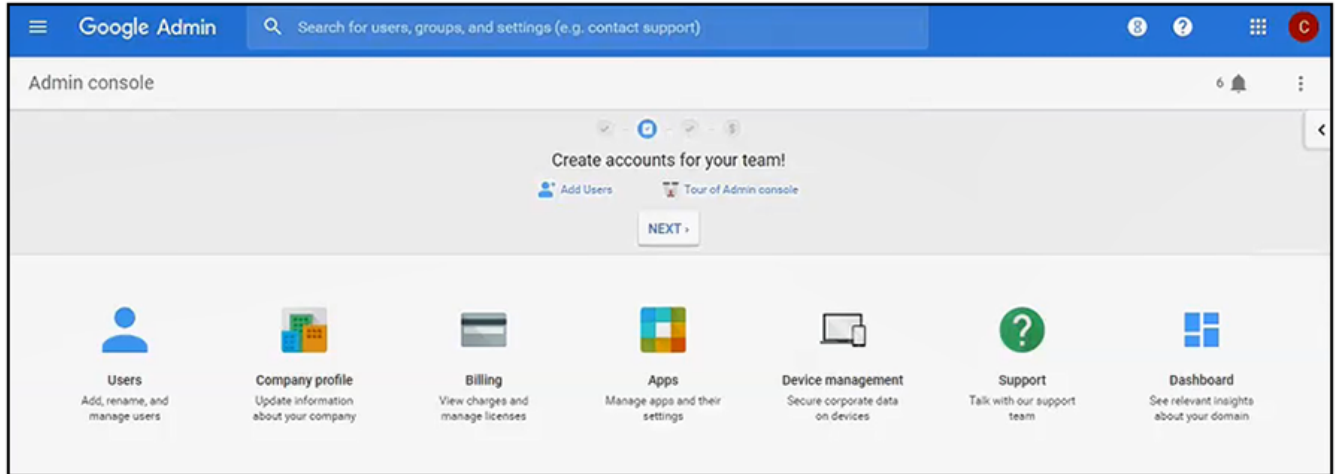 Google Admin
Search for users, groups, and settings (e.g. contact support)
8
?
C
Admin console
6
$
Create accounts for your team!
Add Users
Tour of Admin console
NEXT ›
?
Users
Add, rename, and
manage users
Company profile
Update information
about your company
Billing
View charges and
manage licenses
Apps
Manage apps and their
settings
Device management
Secure corporate data
on devices
Support
Talk with our support
team
Dashboard
See relevant insights
about your domain